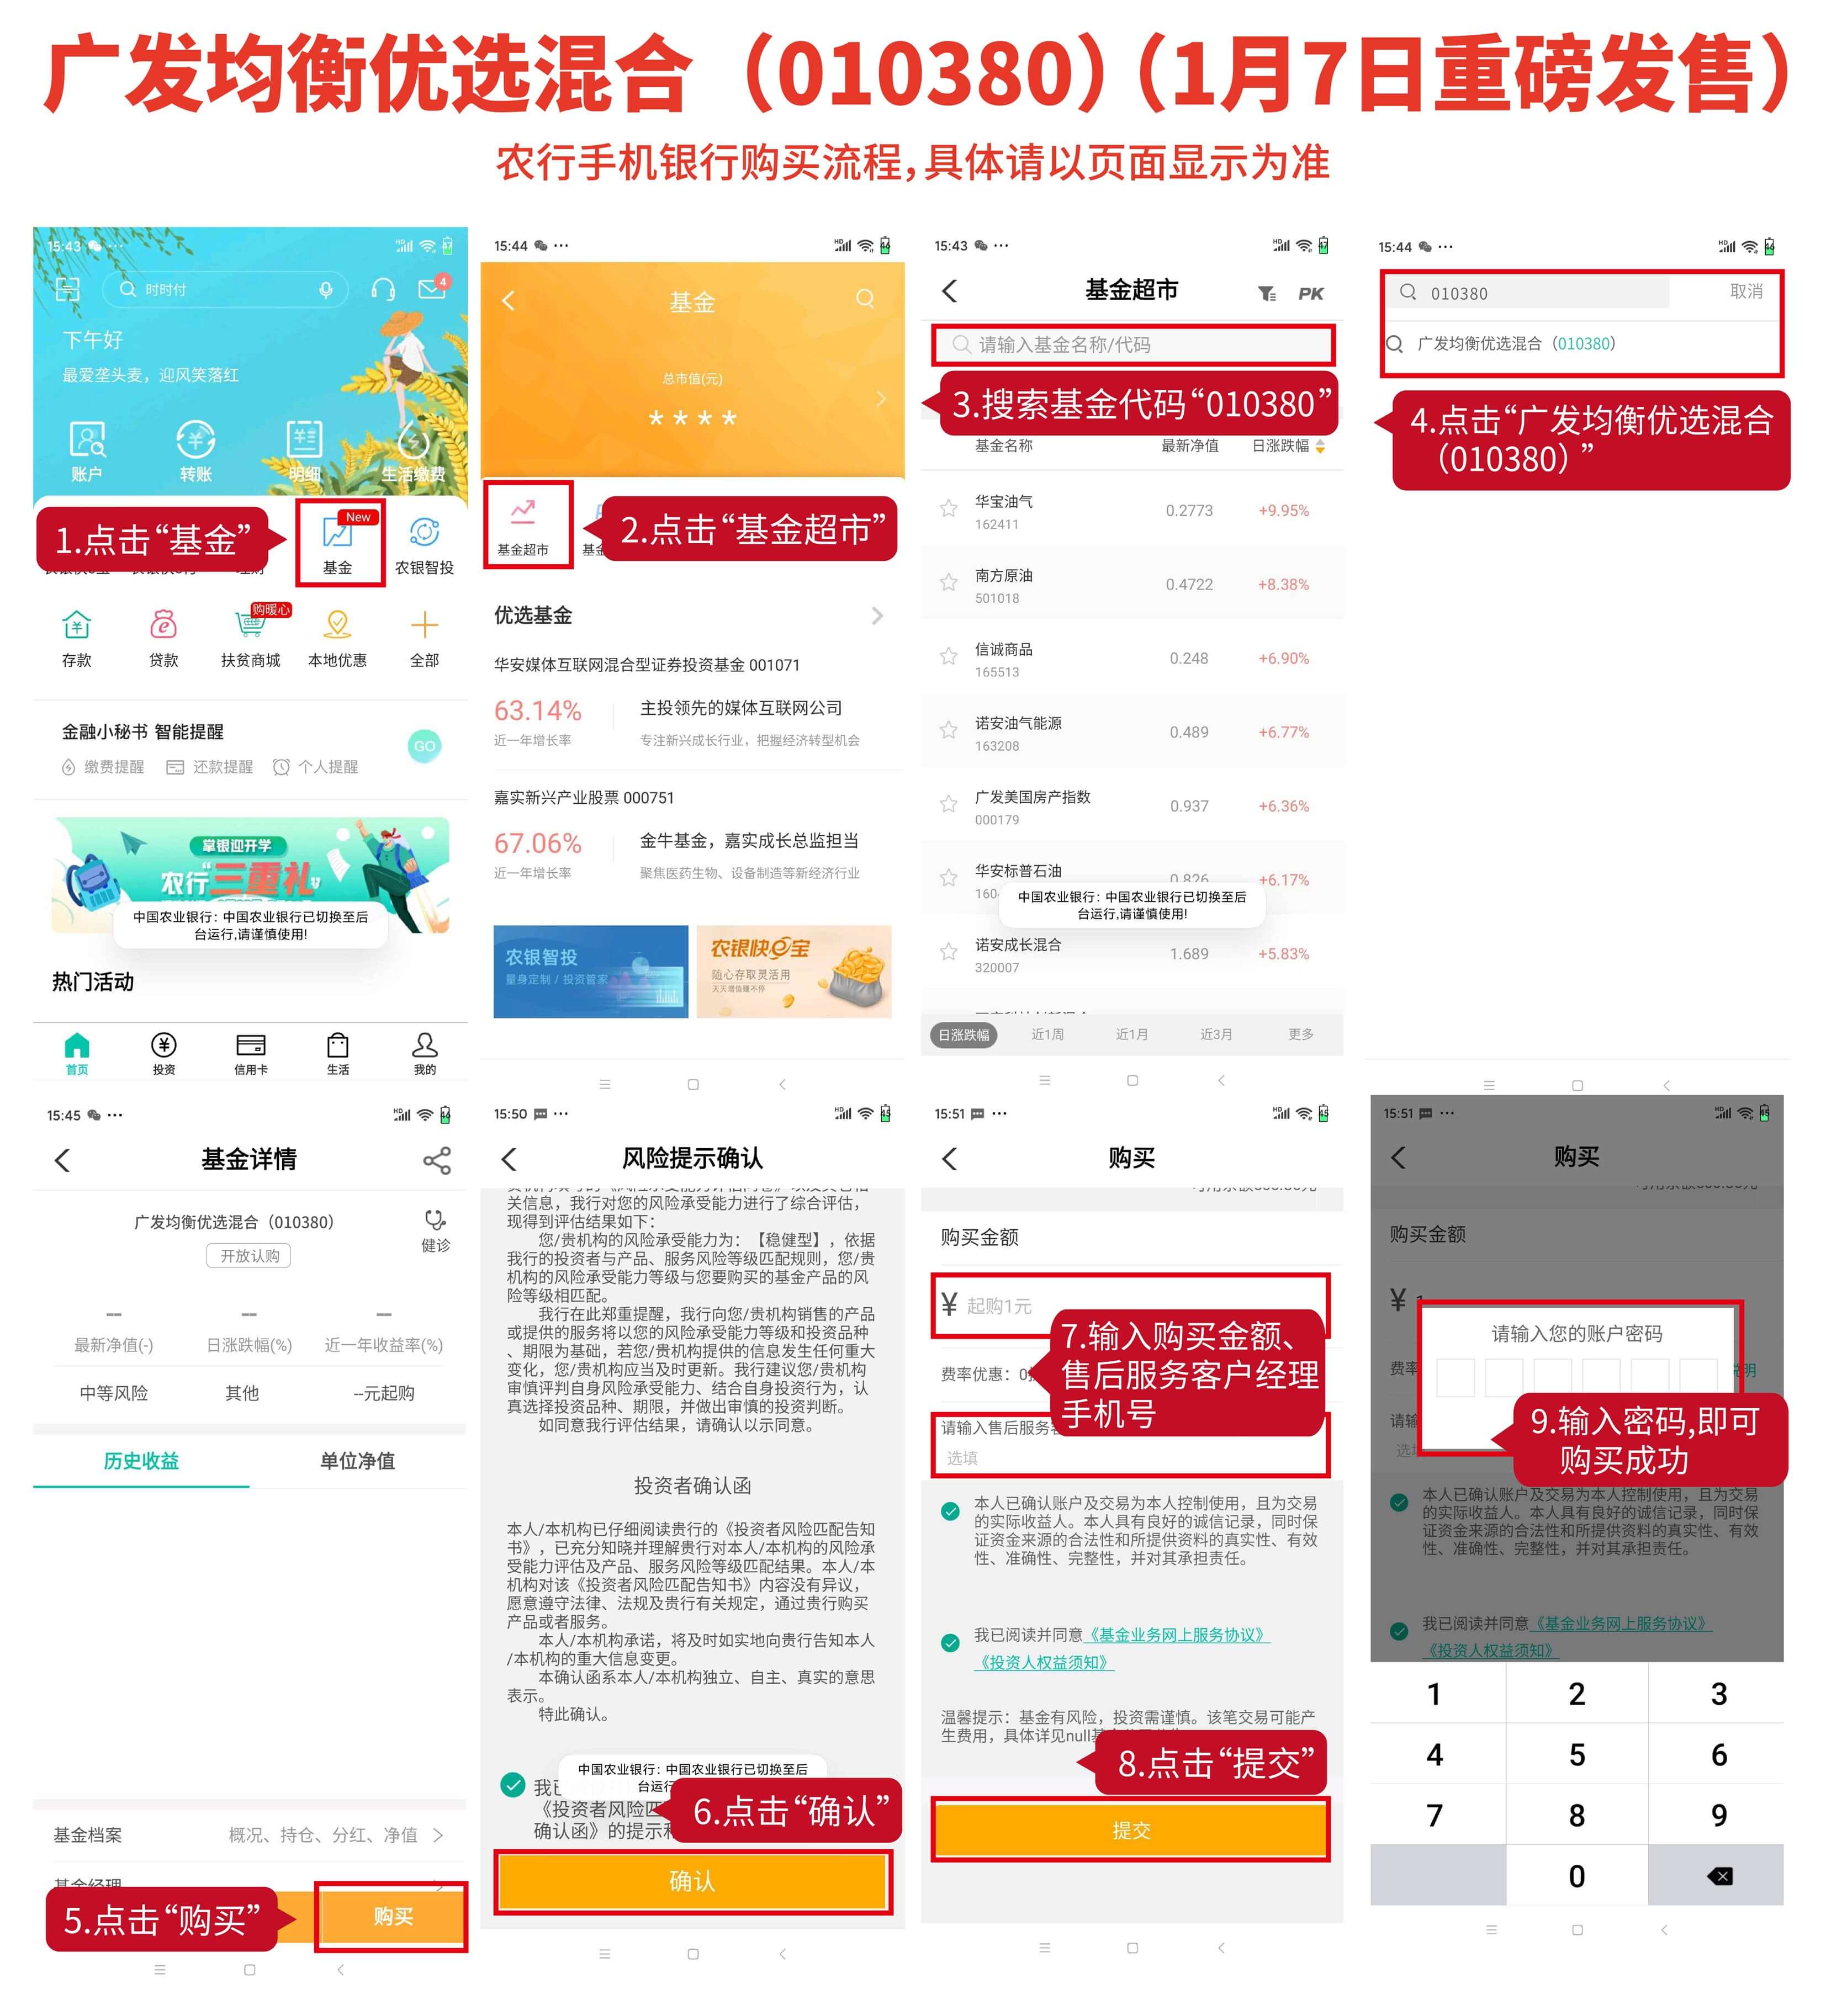 广发均衡优选混合（010380）（1月7日重磅发售）
农行手机银行购买流程,具体请以页面显示为准
15:43
时时付
4
下午好
最爱垄头麦，迎风笑落红
账户
转账
明细
生活缴费
1.点击“基金”
New
基金
农银智投
购暖心
存款
贷款
扶贫商城
本地优惠
全部
金融小秘书 智能提醒
GO
缴费提醒
还款提醒
个人提醒
掌银迎开学
农行“三重礼”
中国农业银行: 中国农业银行已切换至后
台运行,请谨慎使用!
热门活动
首页
投资
信用卡
生活
我的
15:44
基金
总市值(元)
****
基金超市
2.点击“基金超市”
优选基金
华安媒体互联网混合型证券投资基金 001071
63.14%
主投领先的媒体互联网公司
近一年增长率
专注新兴成长行业，把握经济转型机会
嘉实新兴产业股票 000751
67.06%
金牛基金，嘉实成长总监担当
近一年增长率
聚焦医药生物、设备制造等新经济行业
农银智投
量身定制 / 投资管家
农银快e宝
随心存取灵活用
天天增值赚不停
15:43
基金超市
PK
请输入基金名称/代码
3.搜索基金代码“010380”
基金名称
最新净值
日涨跌幅
华宝油气
162411
0.2773
+9.95%
南方原油
501018
0.4722
+8.38%
信诚商品
165513
0.248
+6.90%
诺安油气能源
163208
0.489
+6.77%
广发美国房产指数
000179
0.937
+6.36%
华安标普石油
160
0.826
+6.17%
中国农业银行: 中国农业银行已切换至后
台运行,请谨慎使用!
诺安成长混合
320007
1.689
+5.83%
日涨跌幅
近1周
近1月
近3月
更多
15:44
010380
取消
广发均衡优选混合（010380）
4.点击“广发均衡优选混合
（010380）”
15:45
基金详情
广发均衡优选混合（010380）
健诊
开放认购
--
--
--
最新净值(-)
日涨跌幅(%)
近一年收益率(%)
中等风险
其他
--元起购
历史收益
单位净值
基金档案
概况、持仓、分红、净值
基金经理
5.点击“购买”
购买
15:50
风险提示确认
关信息，我行对您的风险承受能力进行了综合评估，
现得到评估结果如下：
您/贵机构的风险承受能力为：【稳健型】，依据
我行的投资者与产品、服务风险等级匹配规则，您/贵
机构的风险承受能力等级与您要购买的基金产品的风
险等级相匹配。
我行在此郑重提醒，我行向您/贵机构销售的产品
或提供的服务将以您的风险承受能力等级和投资品种
、期限为基础，若您/贵机构提供的信息发生任何重大
变化，您/贵机构应当及时更新。我行建议您/贵机构
审慎评判自身风险承受能力、结合自身投资行为，认
真选择投资品种、期限，并做出审慎的投资判断。
如同意我行评估结果，请确认以示同意。
投资者确认函
本人/本机构已仔细阅读贵行的《投资者风险匹配告知
书》，已充分知晓并理解贵行对本人/本机构的风险承
受能力评估及产品、服务风险等级匹配结果。本人/本
机构对该《投资者风险匹配告知书》内容没有异议，
愿意遵守法律、法规及贵行有关规定，通过贵行购买
产品或者服务。
本人/本机构承诺，将及时如实地向贵行告知本人
/本机构的重大信息变更。
本确认函系本人/本机构独立、自主、真实的意思
表示。
特此确认。
中国农业银行: 中国农业银行已切换至后
台运行
我已
《投资者风险匹
确认函》的提示和
6.点击“确认”
确认
15:51
购买
购买金额
¥ 起购1元
7.输入购买金额、
售后服务客户经理
手机号
费率优惠：0
请输入售后服务客
选填
本人已确认账户及交易为本人控制使用，且为交易
的实际收益人。本人具有良好的诚信记录，同时保
证资金来源的合法性和所提供资料的真实性、有效
性、准确性、完整性，并对其承担责任。
我已阅读并同意《基金业务网上服务协议》
《投资人权益须知》
温馨提示：基金有风险，投资需谨慎。该笔交易可能产
生费用，具体详见null基
8.点击“提交”
提交
15:51
购买
购买金额
¥
请输入您的账户密码
费率
说明
请输
选填
9.输入密码,即可
购买成功
本人已确认账户及交易为本人控制使用，且为交易
的实际收益人。本人具有良好的诚信记录，同时保
证资金来源的合法性和所提供资料的真实性、有效
性、准确性、完整性，并对其承担责任。
我已阅读并同意《基金业务网上服务协议》
《投资人权益须知》
1
2
3
4
5
6
7
8
9
0